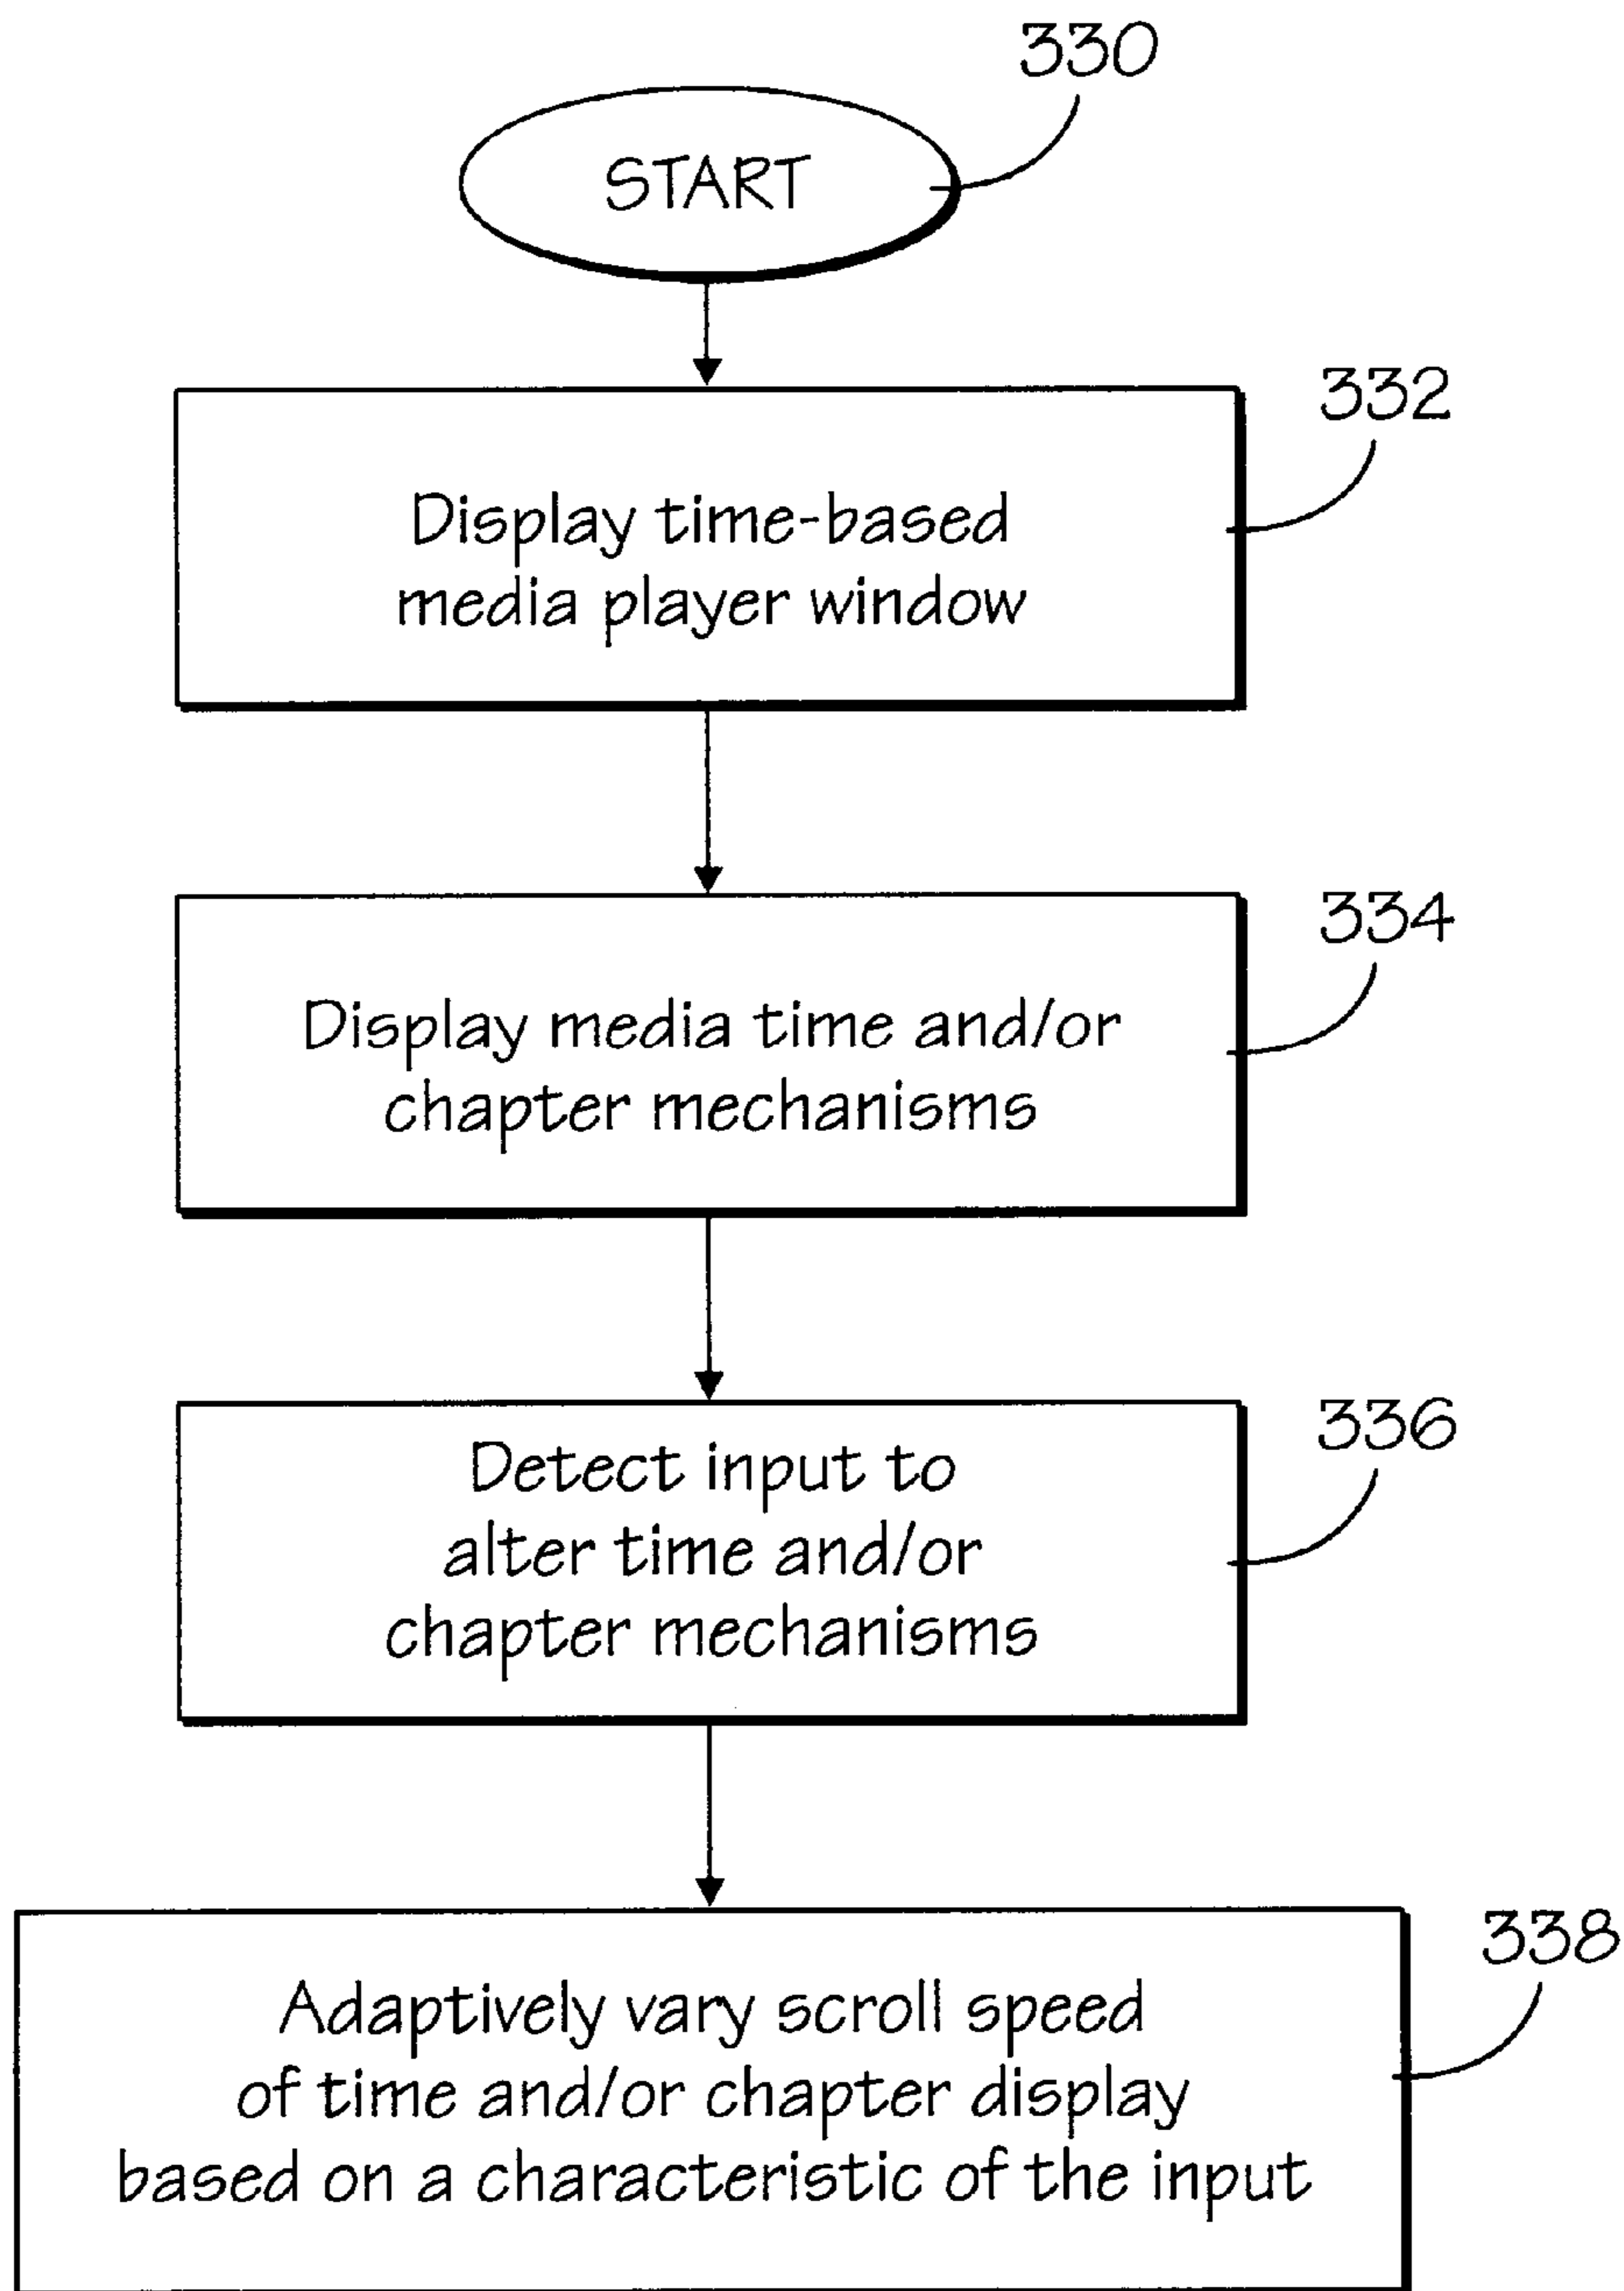 330
START
332
Display time-based
media player window
334
Display media time and/or
chapter mechanisms
336
Detect input to
alter time and/or
chapter mechanisms
338
Adaptively vary scroll speed
of time and/or chapter display
based on a characteristic of the input